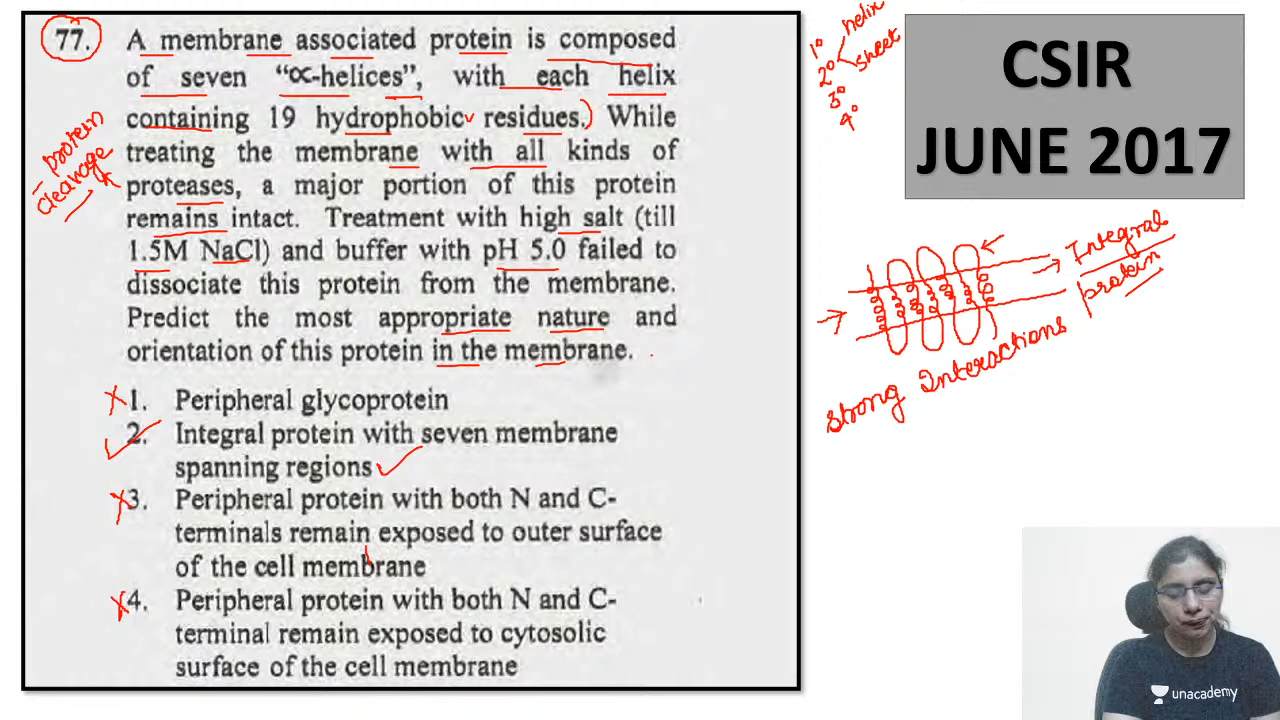 77. A membrane associated protein is composed
of seven "∝-helices", with each helix
containing 19 hydrophobic residues. While
treating the membrane with all kinds of
proteases, a major portion of this protein
remains intact. Treatment with high salt (till
1.5M NaCl) and buffer with pH 5.0 failed to
dissociate this protein from the membrane.
Predict the most appropriate nature and
orientation of this protein in the membrane.
1. Peripheral glycoprotein
2. Integral protein with seven membrane
spanning regions
3. Peripheral protein with both N and C-
terminals remain exposed to outer surface
of the cell membrane
4. Peripheral protein with both N and C-
terminal remain exposed to cytosolic
surface of the cell membrane
protein
cleavage
1°
2° helix
sheet
3°
4°
CSIR
JUNE 2017
Integral
protein
Strong Interactions
unacademy